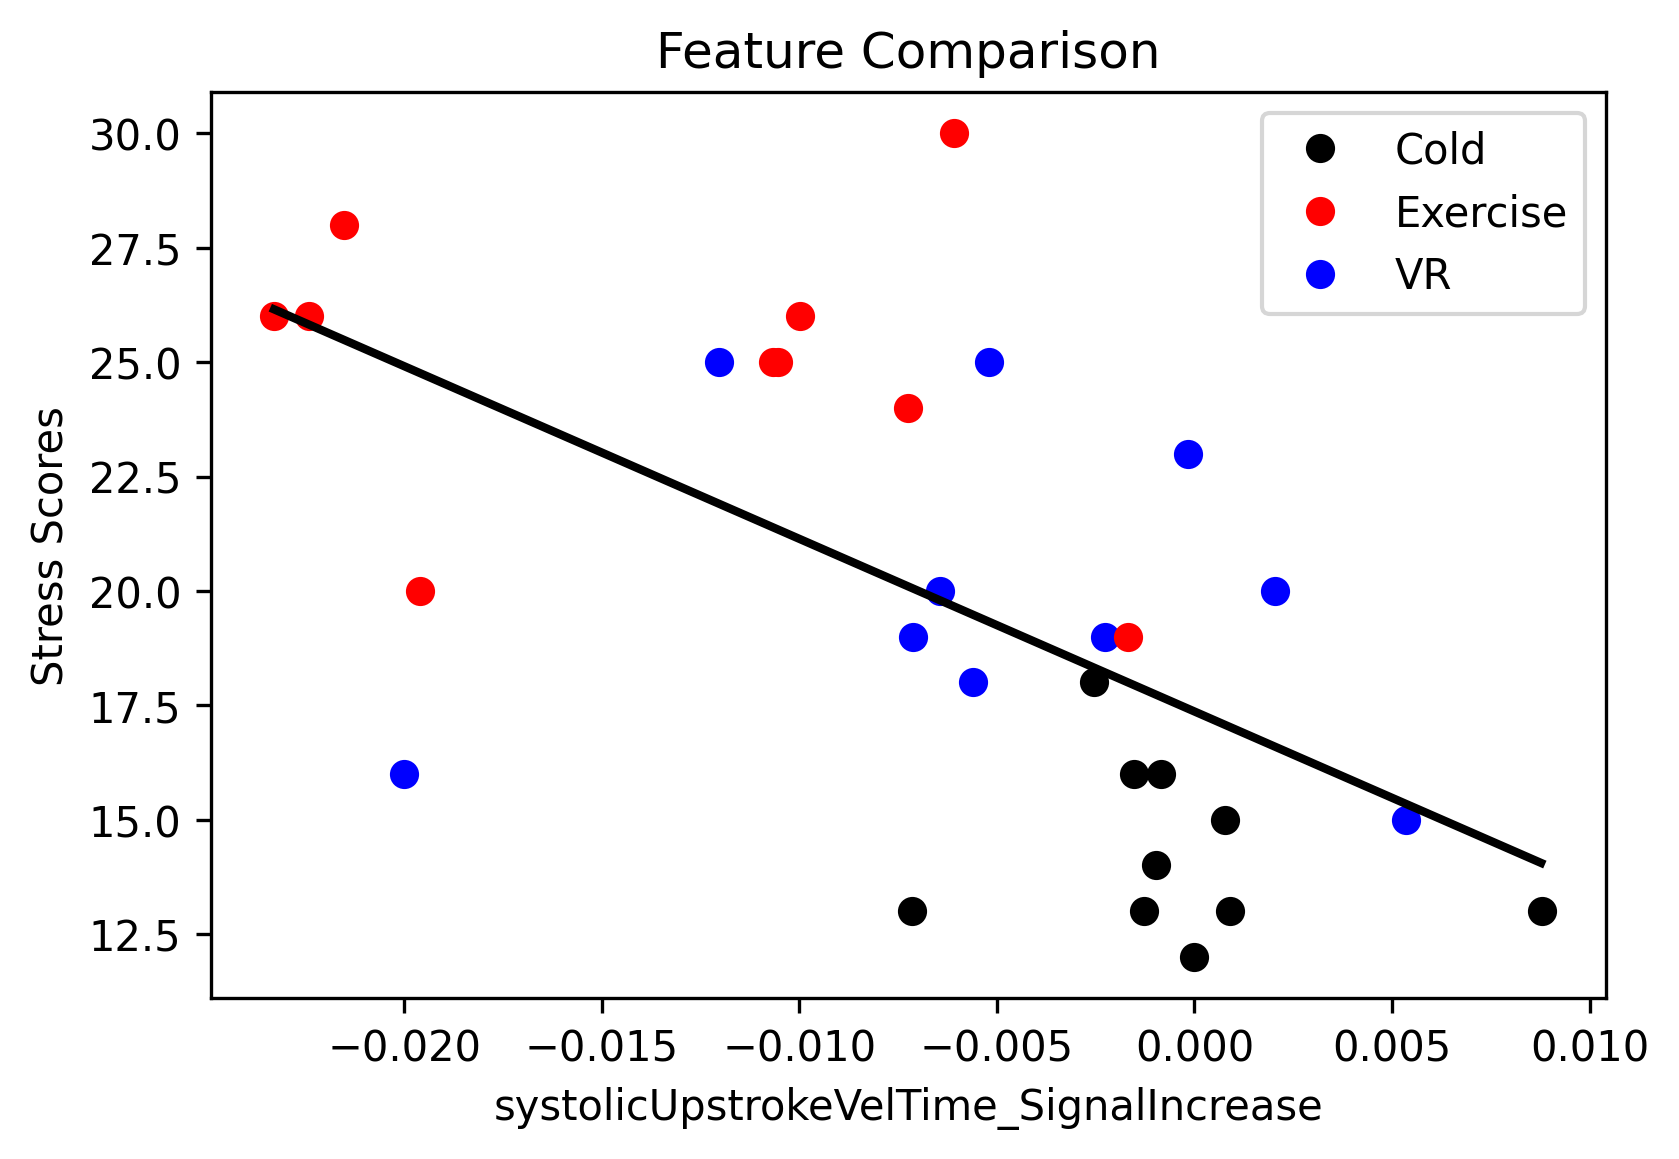 Feature Comparison
30.0
27.5
25.0
22.5
20.0
17.5
15.0
12.5
Stress Scores
Cold
Exercise
VR
−0.020 −0.015 −0.010 −0.005 0.000 0.005 0.010
systolicUpstrokeVelTime_SignalIncrease